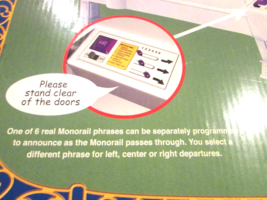 Please
stand clear
of the doors
One of 6 real Monorail phrases can be separately programme
to announce as the Monorail passes through. You select a
different phrase for left, center or right departures.